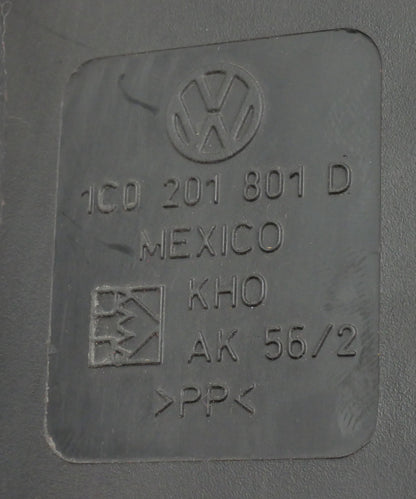 1C0 201 801 D
MEXICO
KHO
AK 56/2
>PP<